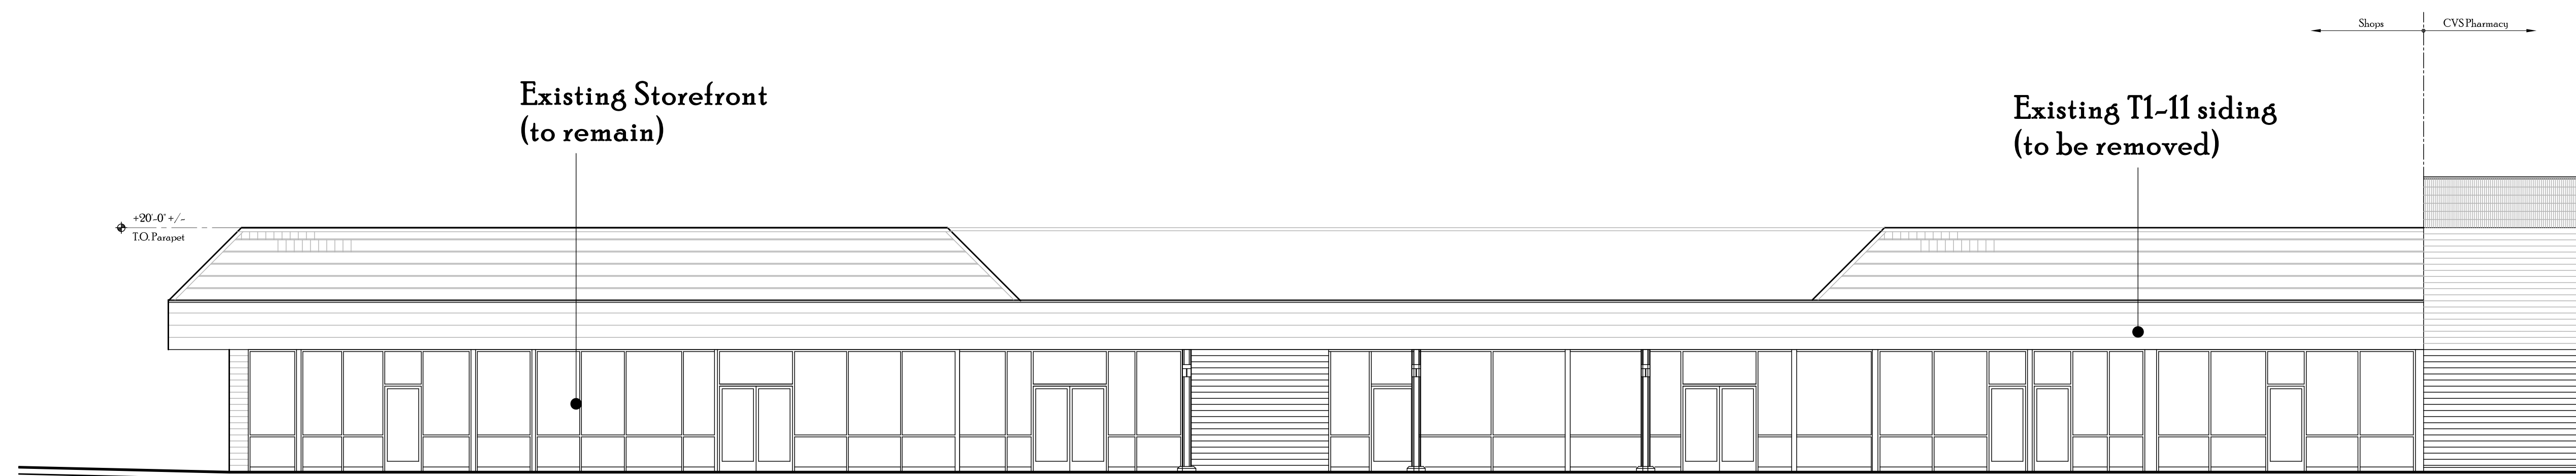 Shops
CVS Pharmacy
Existing Storefront
(to remain)
Existing T1-11 siding
(to be removed)
+20'-0" +/-
T.O. Parapet